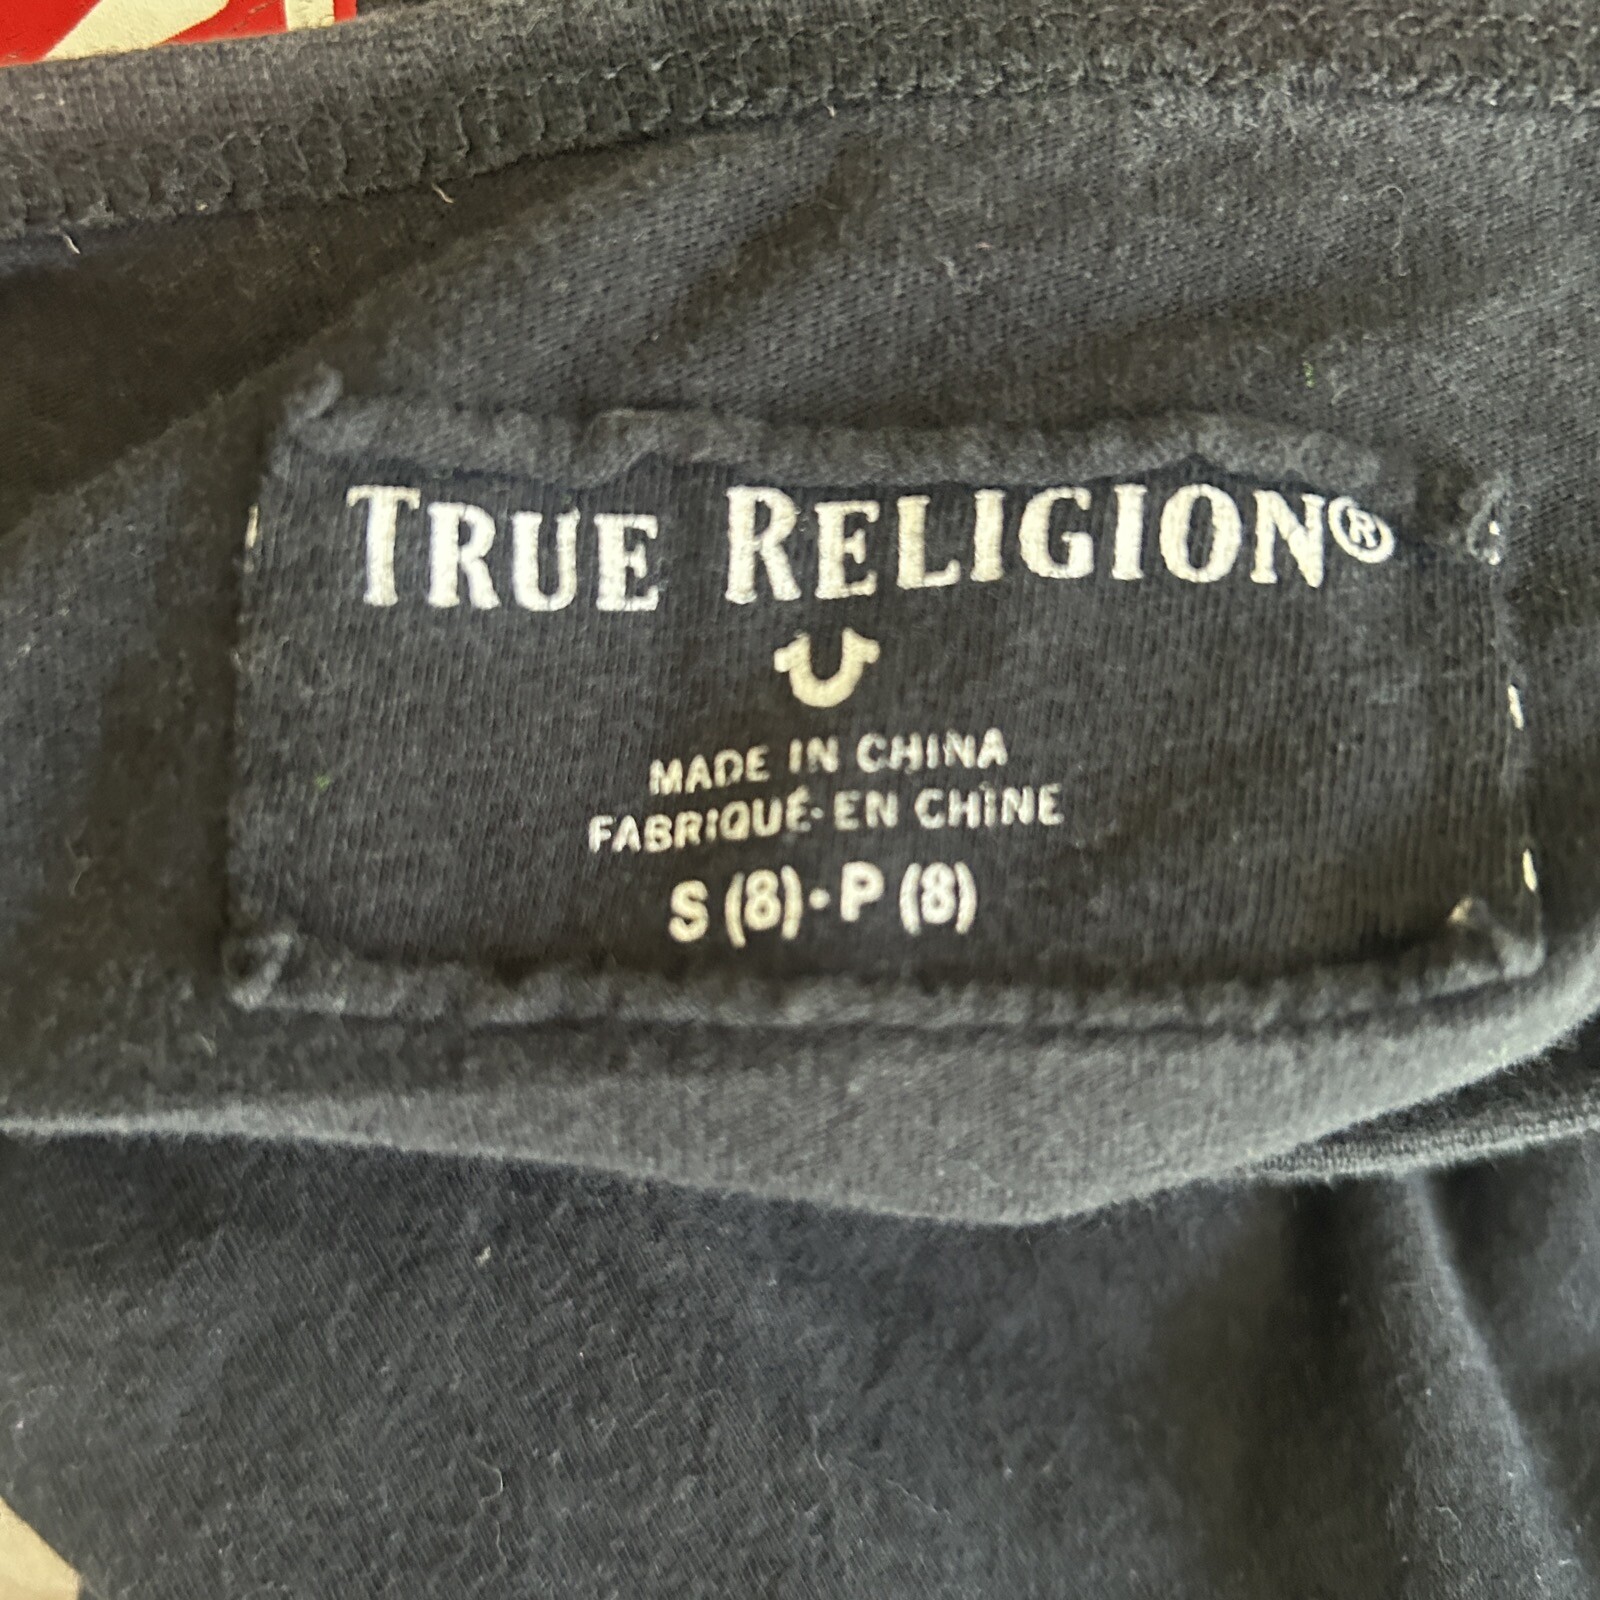 TRUE RELIGION®
MADE IN CHINA
FABRIQUÉ-EN CHINE
S (8)-P (8)